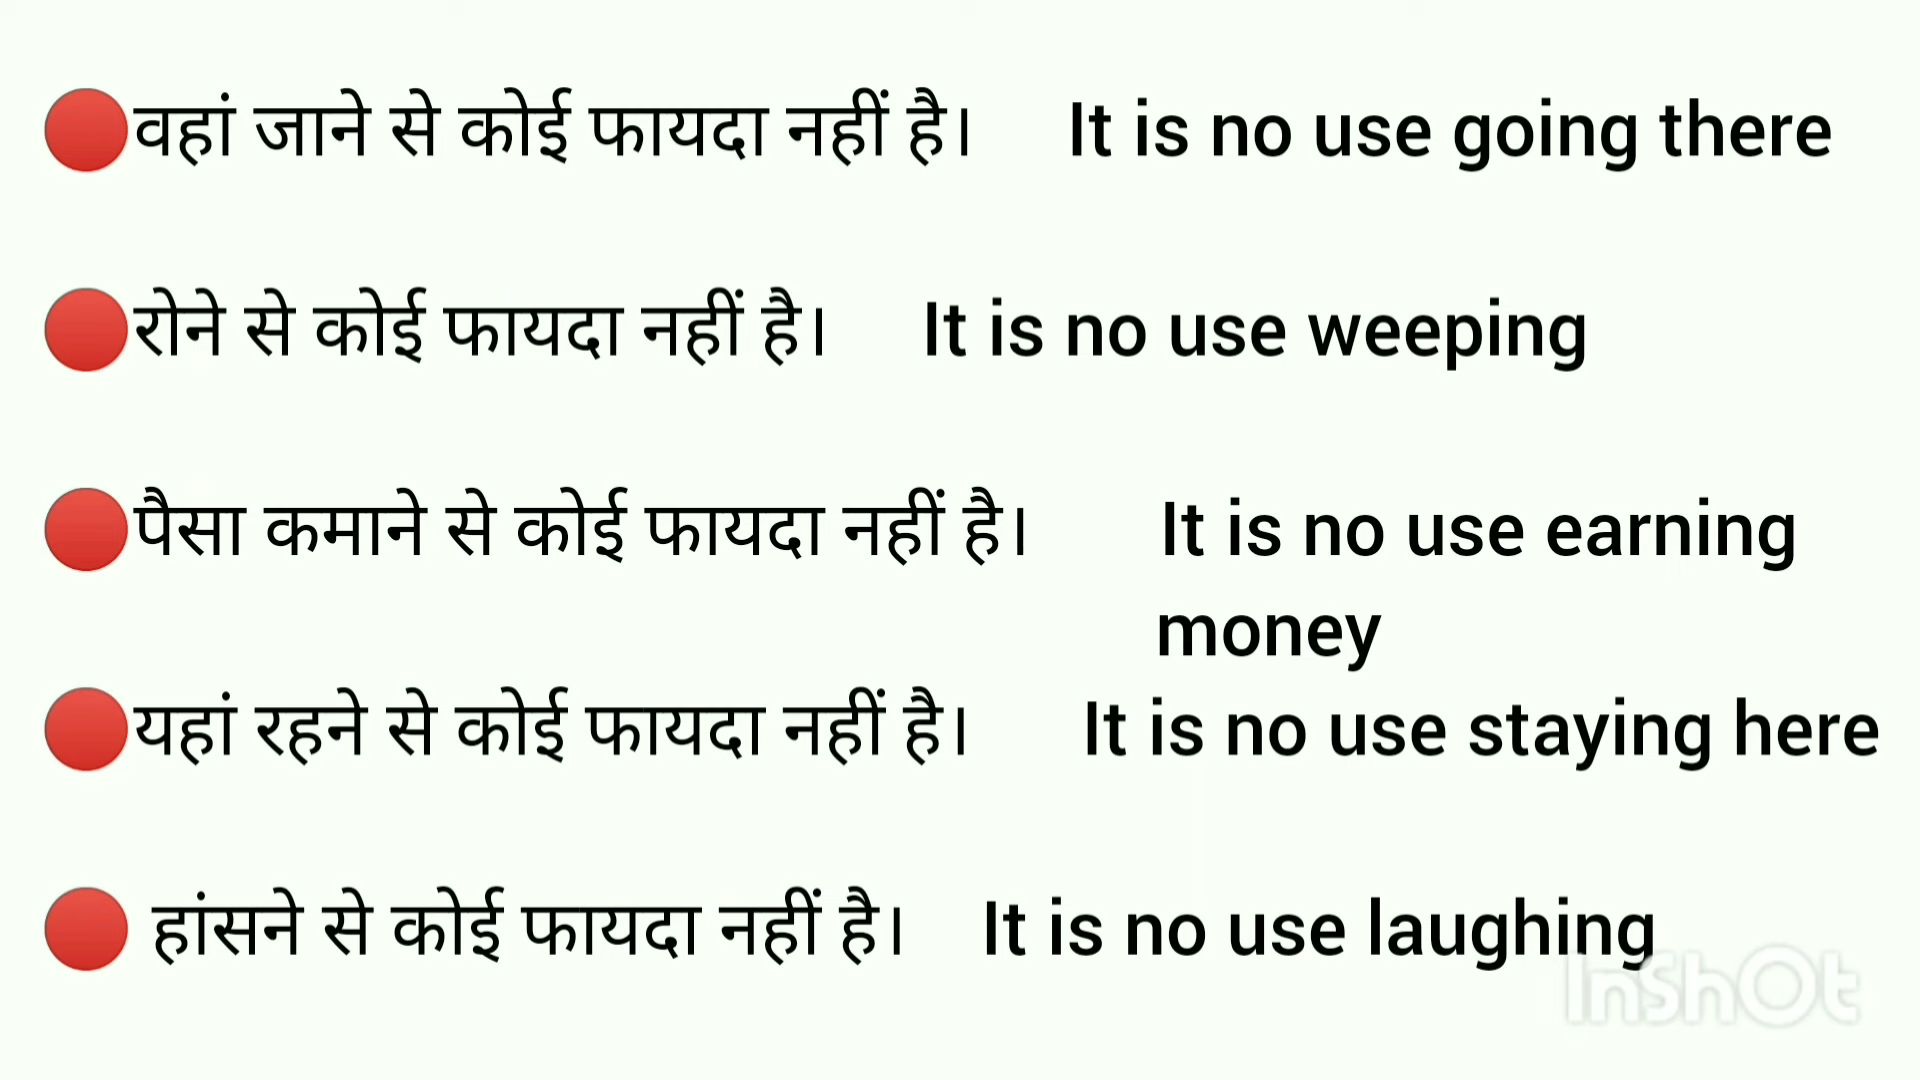 🔴वहां जाने से कोई फायदा नहीं है। It is no use going there
🔴रोने से कोई फायदा नहीं है। It is no use weeping
🔴पैसा कमाने से कोई फायदा नहीं है। It is no use earning
money
🔴यहां रहने से कोई फायदा नहीं है। It is no use staying here
🔴 हांसने से कोई फायदा नहीं है। It is no use laughing
InShOt